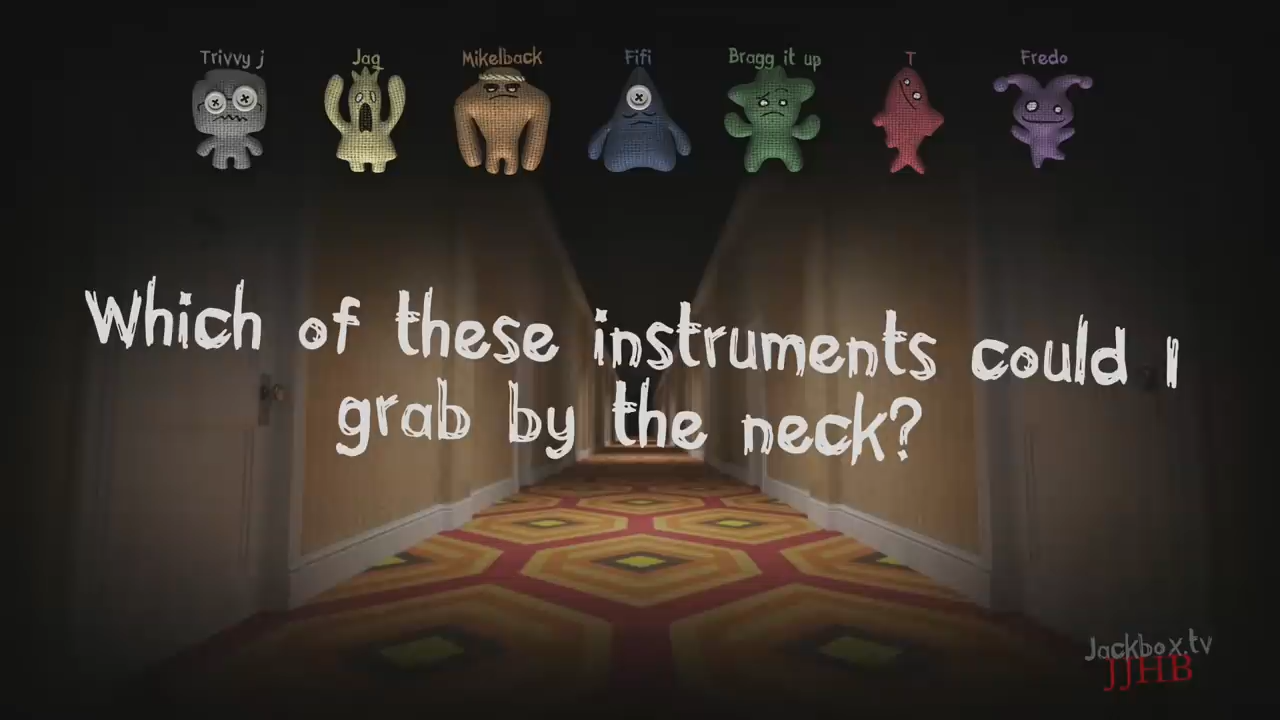 Trivvy j Jaq Mikelback Fifi Bragg it up T Fredo
Which of these instruments could I
grab by the neck?
Jackbox.tv
JJHB